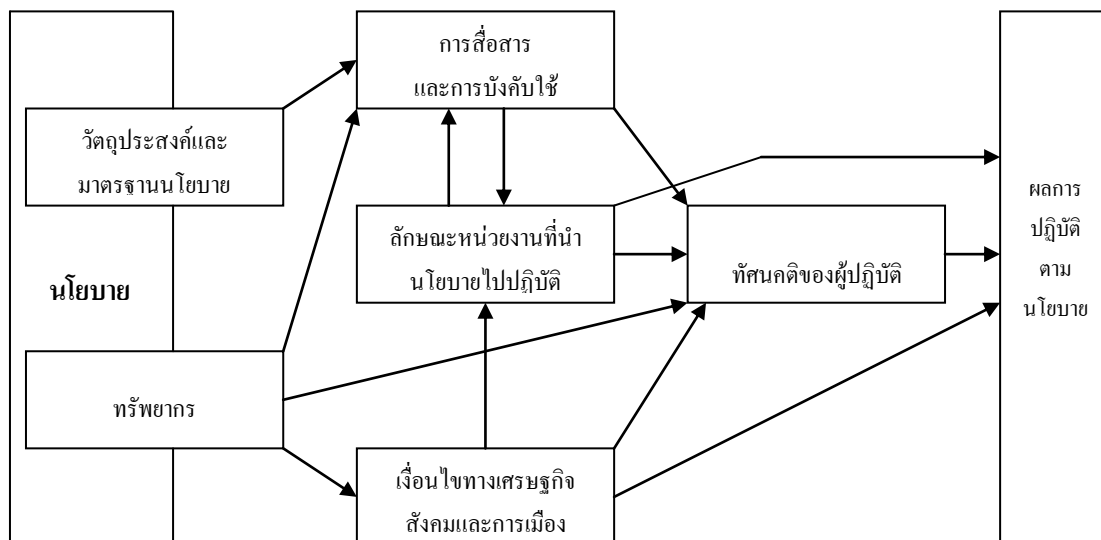 การสื่อสาร
และการบังคับใช้
วัตถุประสงค์และ
มาตรฐานนโยบาย
ลักษณะหน่วยงานที่นำ
นโยบายไปปฏิบัติ
ทัศนคติของผู้ปฏิบัติ
ผลการ
ปฏิบัติ
ตาม
นโยบาย
นโยบาย
ทรัพยากร
เงื่อนไขทางเศรษฐกิจ
สังคมและการเมือง